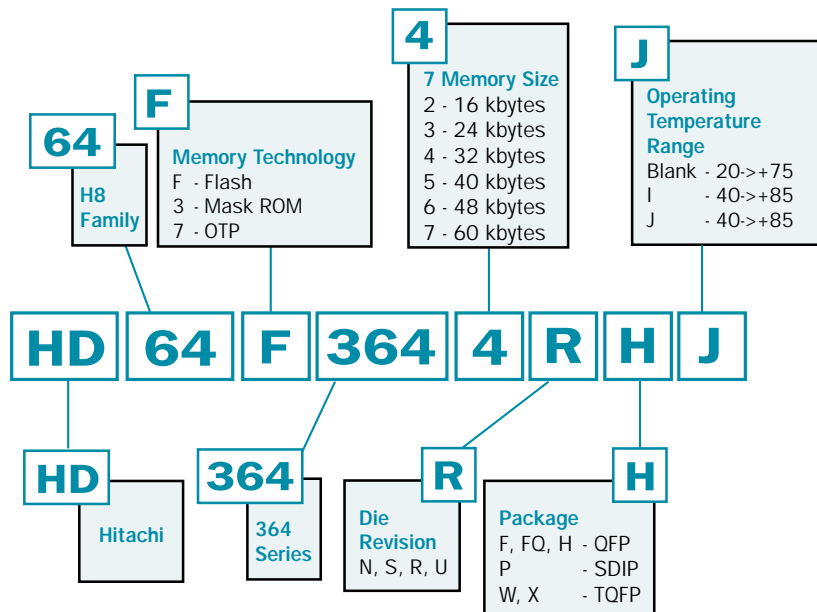 4
7 Memory Size
2 - 16 kbytes
3 - 24 kbytes
4 - 32 kbytes
5 - 40 kbytes
6 - 48 kbytes
7 - 60 kbytes
J
Operating
Temperature
Range
Blank - 20->+75
I - 40->+85
J - 40->+85
F
Memory Technology
F - Flash
3 - Mask ROM
7 - OTP
64
H8
Family
HD 64 F 364 4 R H J
HD
Hitachi
364
364
Series
R
Die
Revision
N, S, R, U
H
Package
F, FQ, H - QFP
P - SDIP
W, X - TQFP